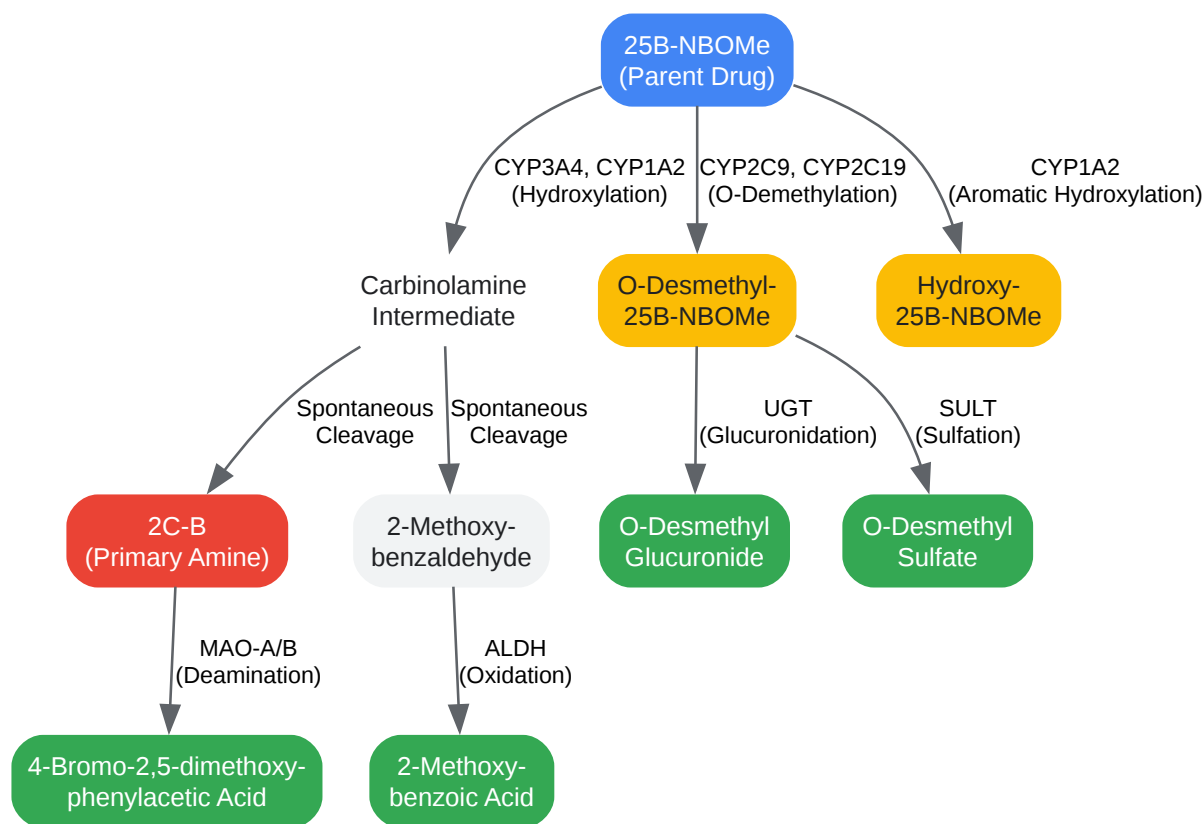 25B-NBOMe
(Parent Drug)
CYP3A4, CYP1A2
(Hydroxylation)
CYP2C9, CYP2C19
(O-Demethylation)
CYP1A2
(Aromatic Hydroxylation)
Carbinolamine
Intermediate
O-Desmethyl-
25B-NBOMe
Hydroxy-
25B-NBOMe
Spontaneous
Cleavage
Spontaneous
Cleavage
UGT
(Glucuronidation)
SULT
(Sulfation)
2C-B
(Primary Amine)
2-Methoxy-
benzaldehyde
O-Desmethyl
Glucuronide
O-Desmethyl
Sulfate
MAO-A/B
(Deamination)
ALDH
(Oxidation)
4-Bromo-2,5-dimethoxy-
phenylacetic Acid
2-Methoxy-
benzoic Acid